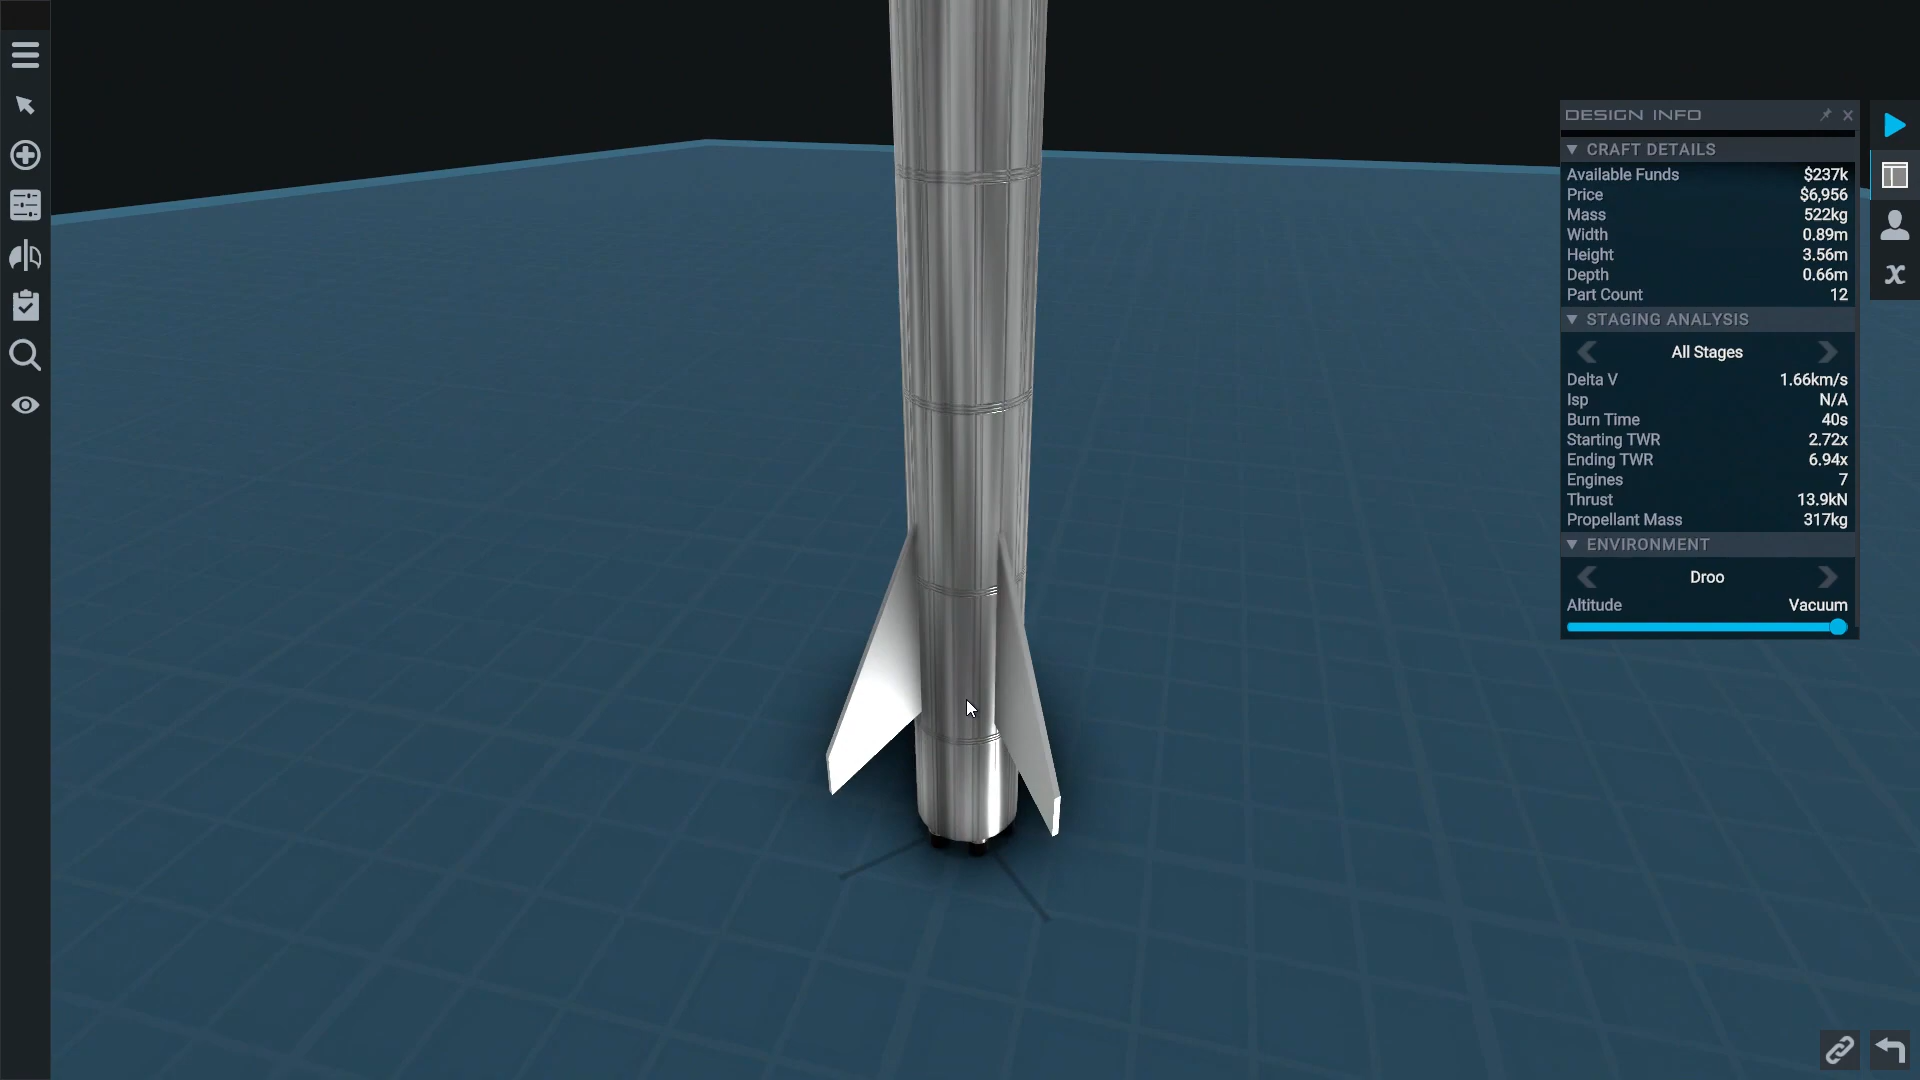 DESIGN INFO
CRAFT DETAILS
Available Funds $237k
Price $6,956
Mass 522kg
Width 0.89m
Height 3.56m
Depth 0.66m
Part Count 12
STAGING ANALYSIS
All Stages
Delta V 1.66km/s
Isp N/A
Burn Time 40s
Starting TWR 2.72x
Ending TWR 6.94x
Engines 7
Thrust 13.9kN
Propellant Mass 317kg
ENVIRONMENT
Droo
Altitude Vacuum